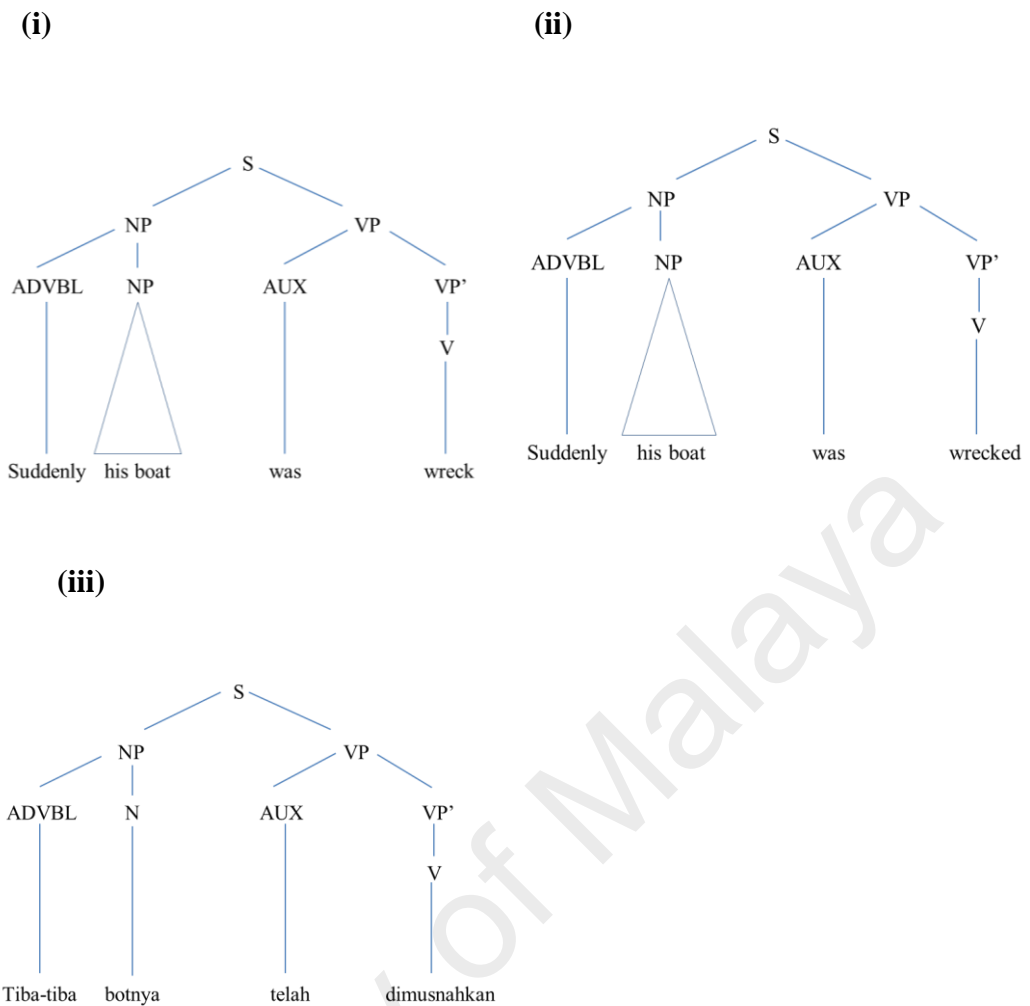 (i)
(ii)
S
NP VP
ADVBL NP AUX VP’
V
Suddenly his boat was wreck
S
NP VP
ADVBL NP AUX VP’
V
Suddenly his boat was wrecked
(iii)
S
NP VP
ADVBL N AUX VP’
V
Tiba-tiba botnya telah dimusnahkan
of Malaya